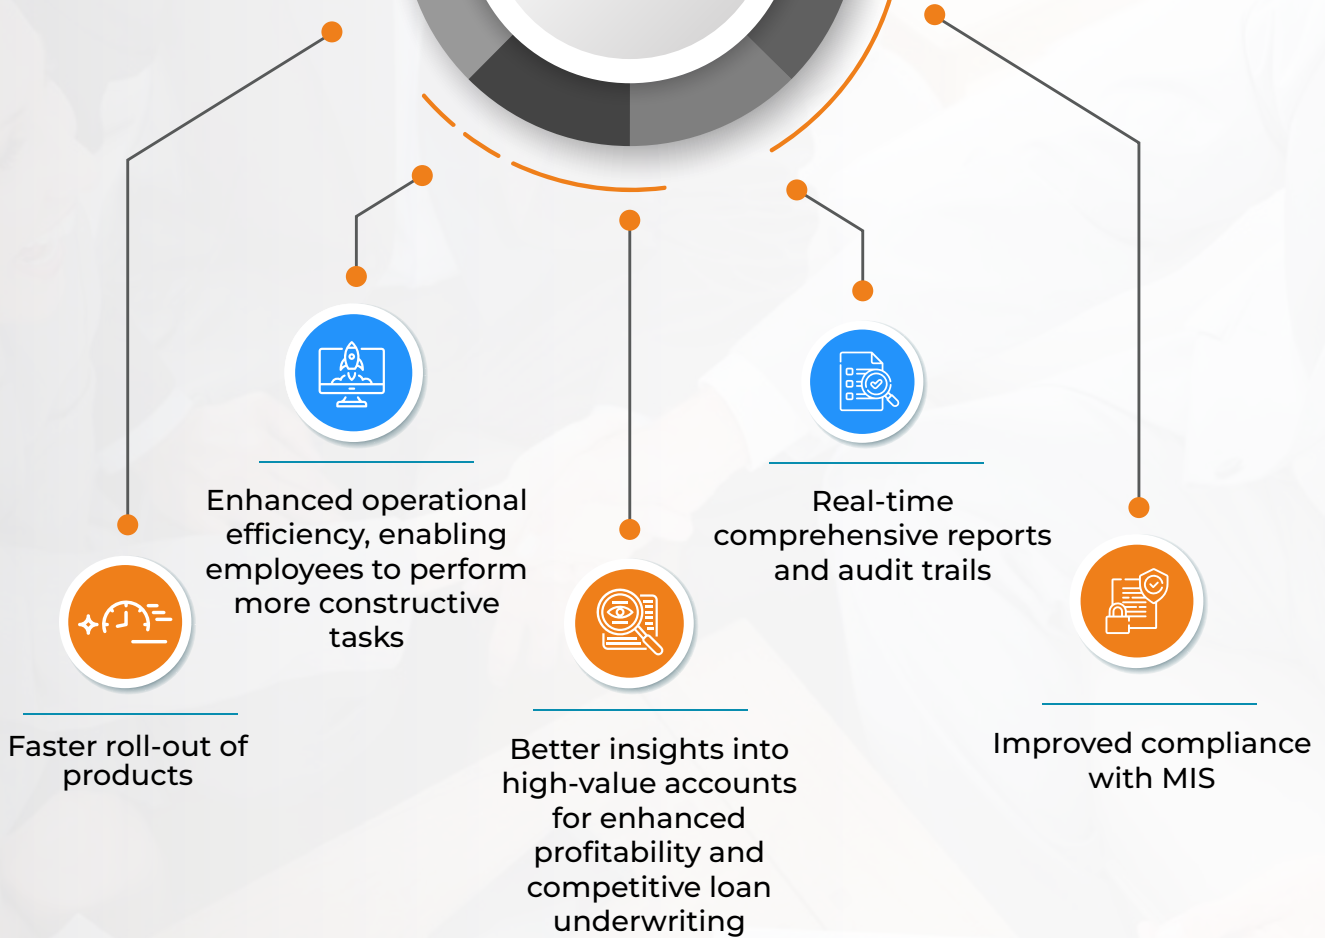 Enhanced operational
efficiency, enabling
employees to perform
more constructive
tasks
Real-time
comprehensive reports
and audit trails
Faster roll-out of
products
Better insights into
high-value accounts
for enhanced
profitability and
competitive loan
underwriting
Improved compliance
with MIS